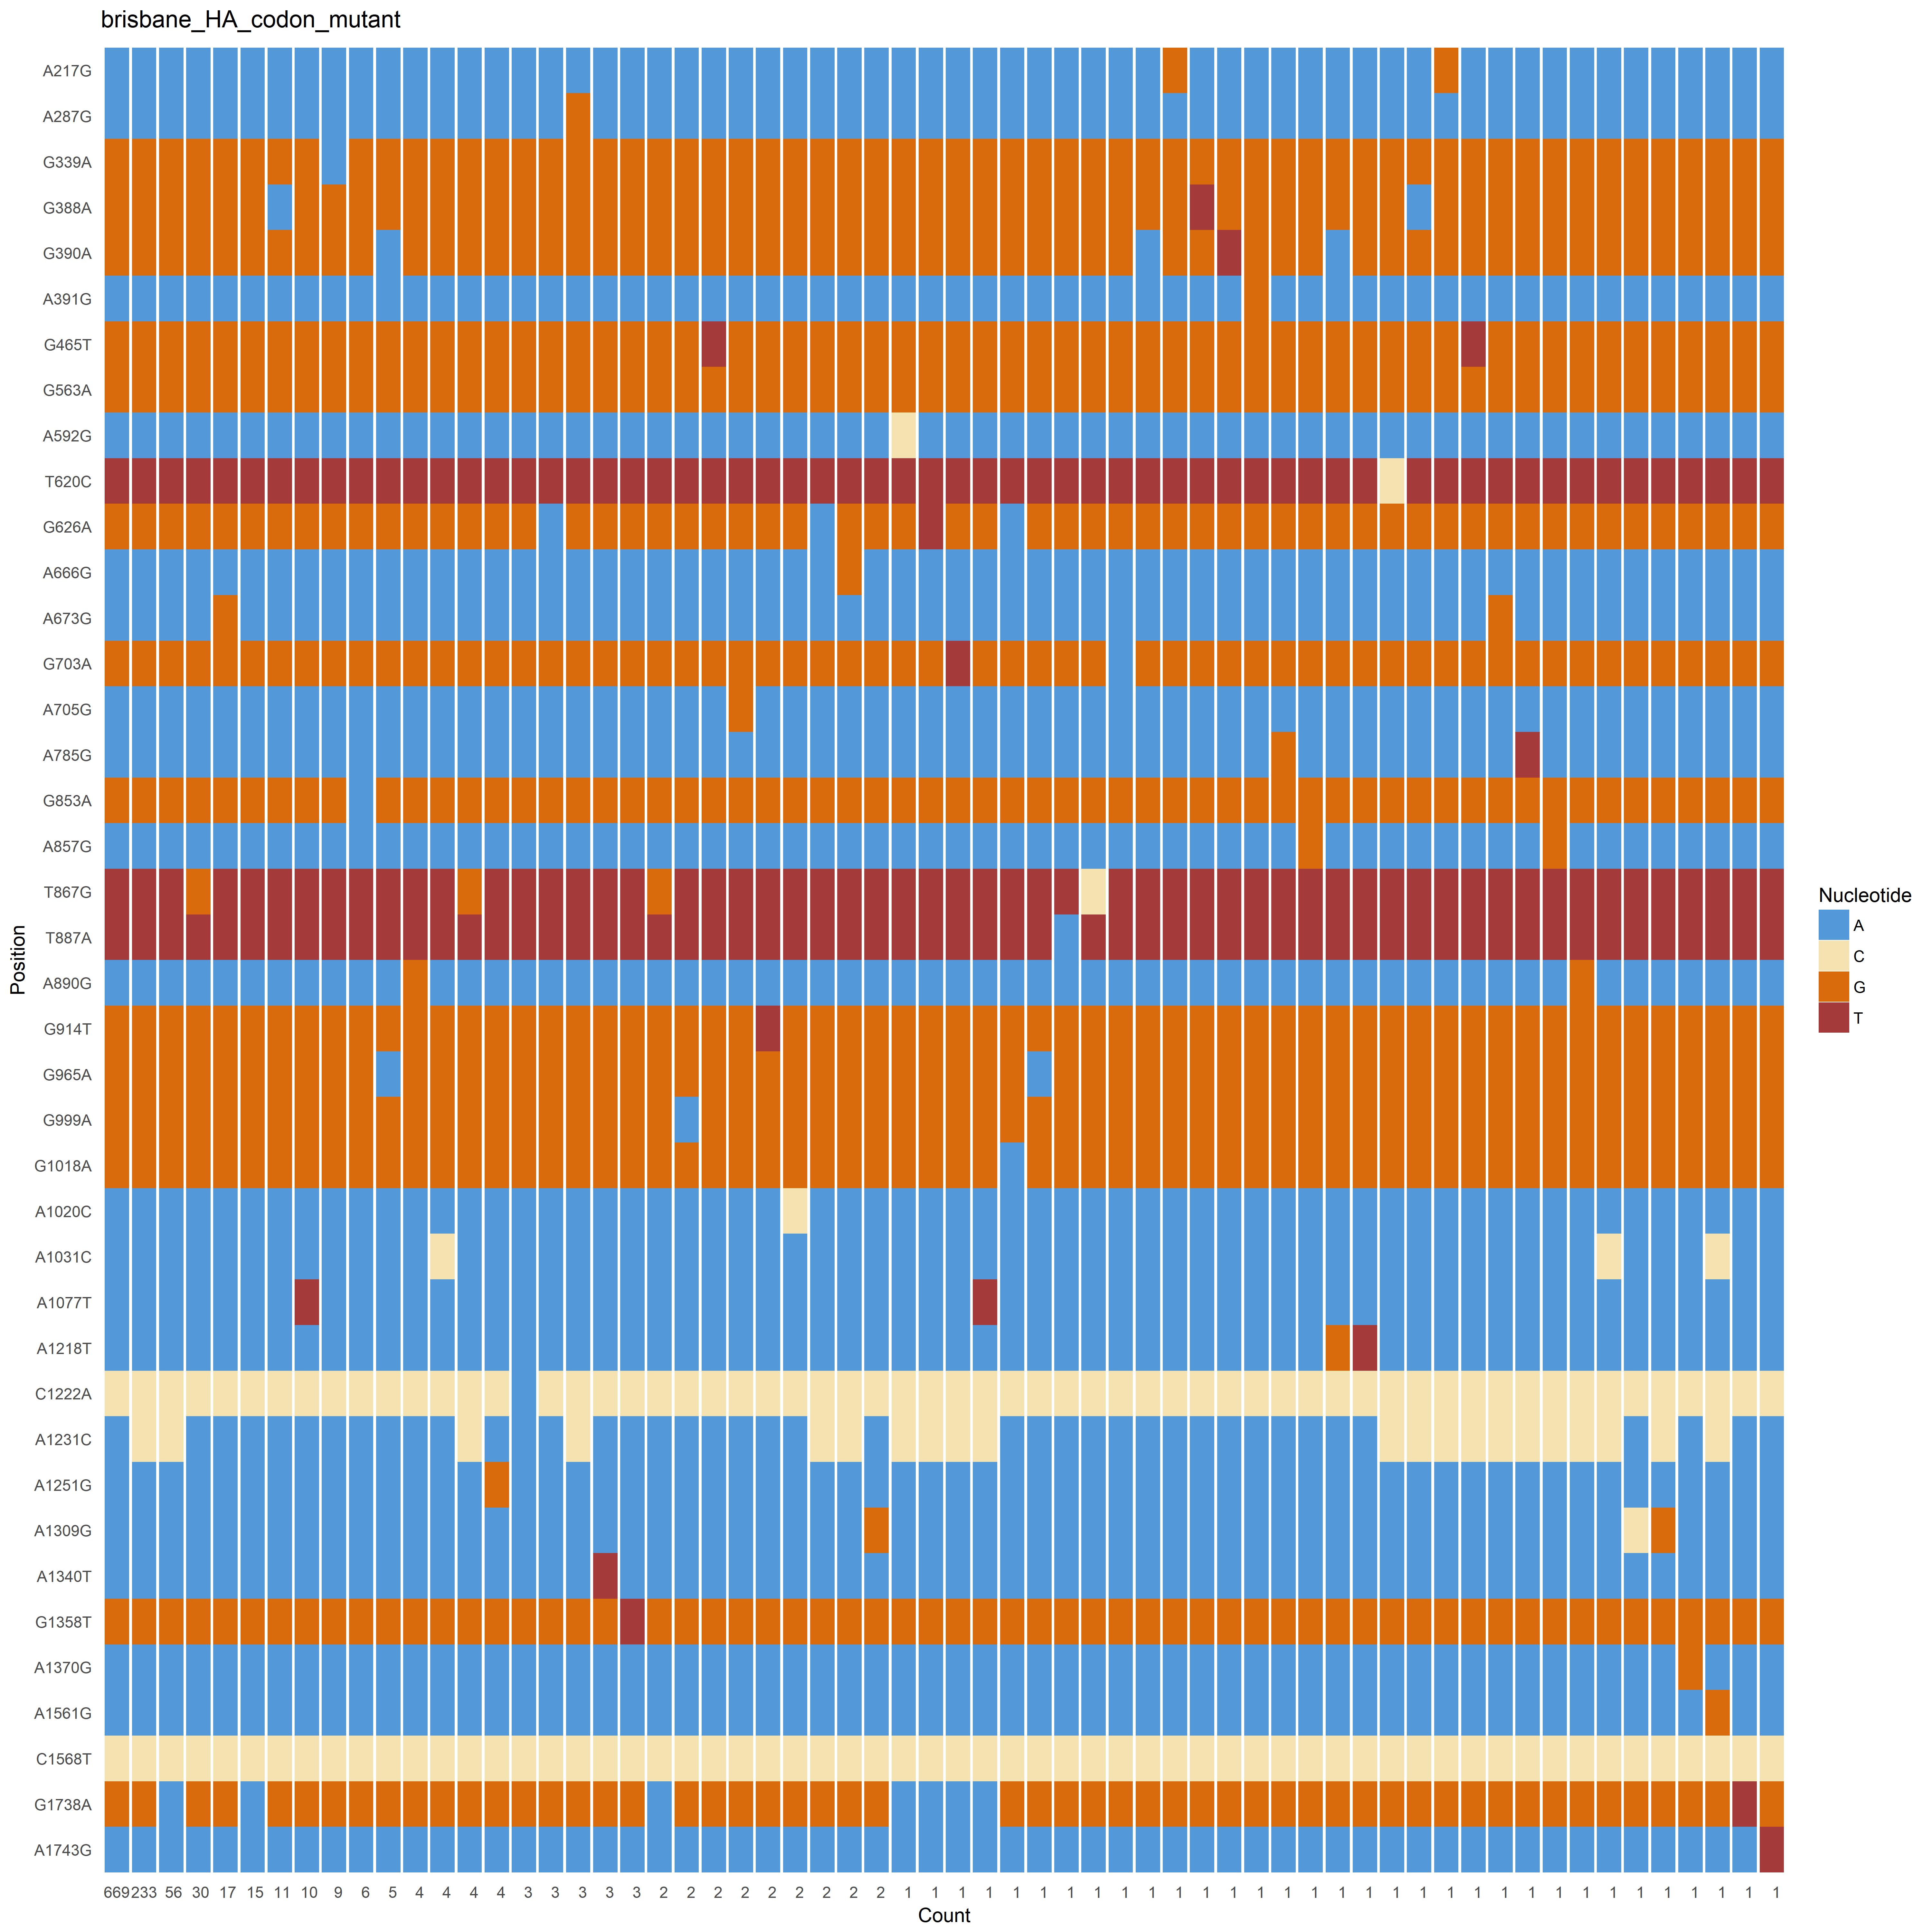 brisbane_HA_codon_mutant
Position
A217G
A287G
G339A
G388A
G390A
A391G
G465T
G563A
A592G
T620C
G626A
A666G
A673G
G703A
A705G
A785G
G853A
A857G
T867G
T887A
A890G
G914T
G965A
G999A
G1018A
A1020C
A1031C
A1077T
A1218T
C1222A
A1231C
A1251G
A1309G
A1340T
G1358T
A1370G
A1561G
C1568T
G1738A
A1743G
669 233 56 30 17 15 11 10 9 6 5 4 4 4 4 3 3 3 3 3 2 2 2 2 2 2 2 2 2 1 1 1 1 1 1 1 1 1 1 1 1 1 1 1 1 1 1 1 1 1 1 1 1 1 1 1 1 1 1 1 1 1
Count
Nucleotide
A
C
G
T